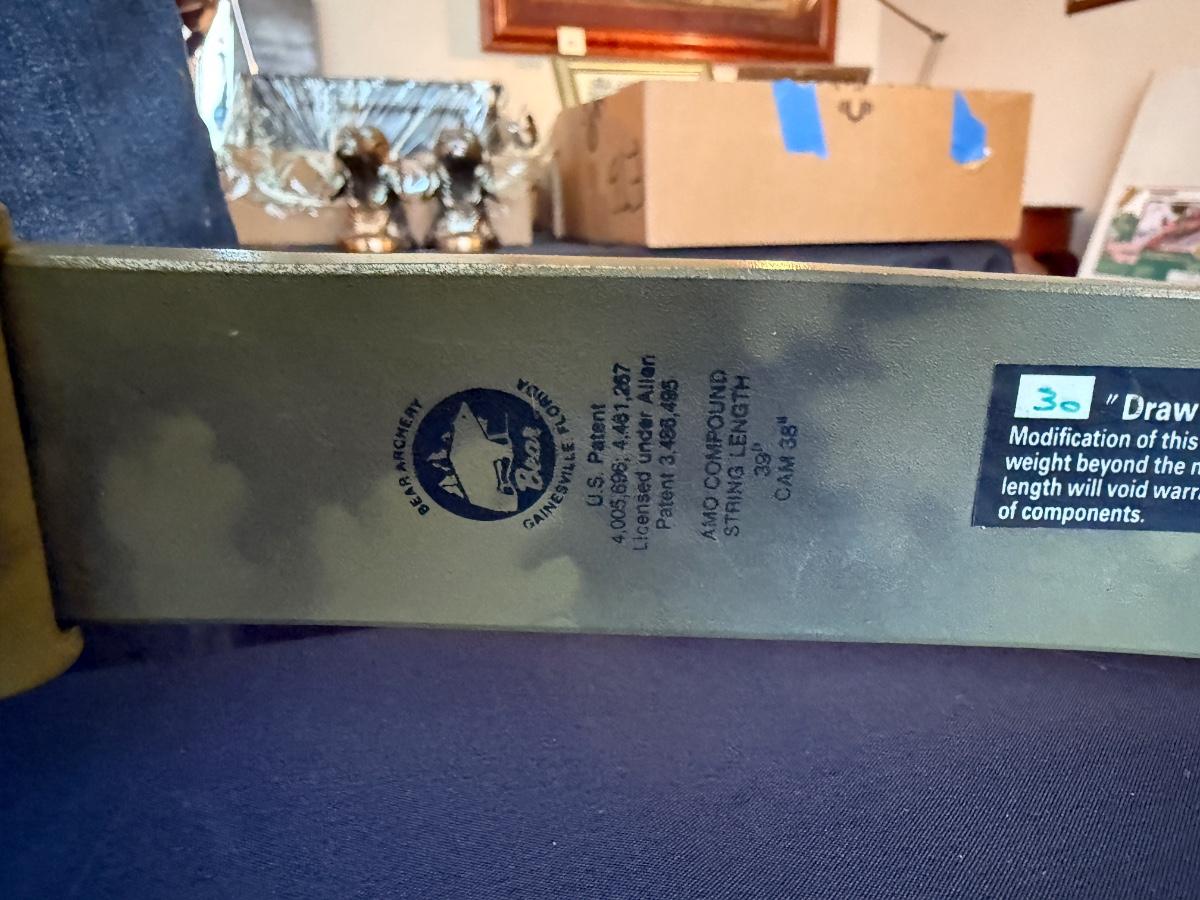 BEAR ARCHERY
Bear
GAINESVILLE, FLORIDA
U.S. Patent
4,005,696; 4,461,267
Licensed under Allen
Patent 3,486,495
AMO COMPOUND
STRING LENGTH
39"
CAM 38"
30 " Draw
Modification of this
weight beyond the
length will void warr
of components.